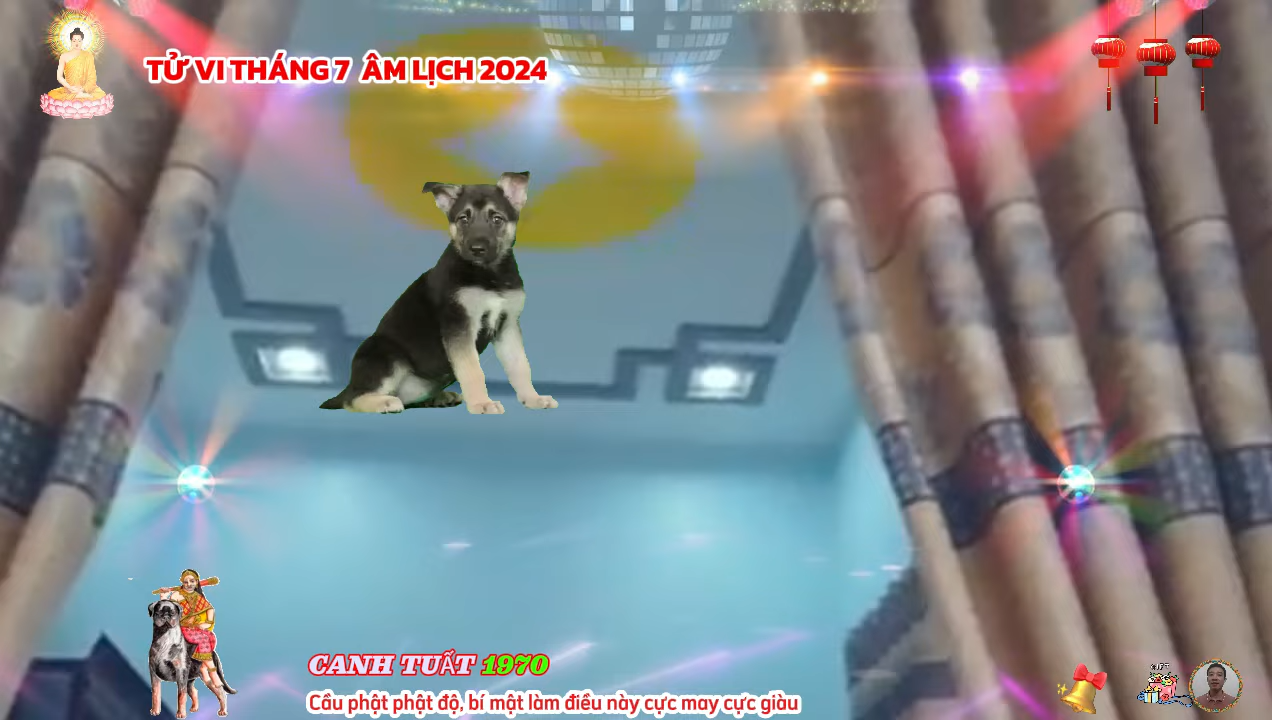 TỬ VI THÁNG 7 ÂM LỊCH 2024
CANH TUẤT 1970
Cầu phật phật độ, bí mật làm điều này cực may cực giàu
GIFT